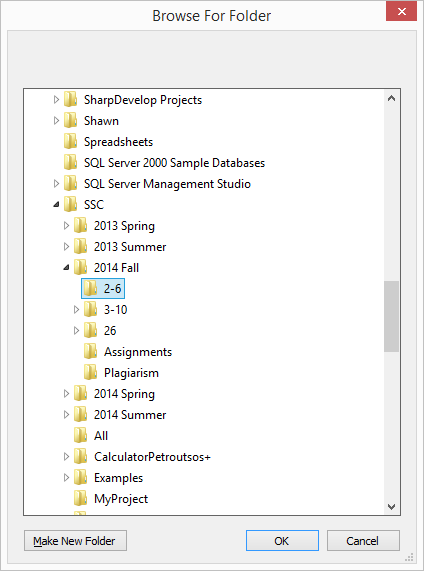 Browse For Folder
SharpDevelop Projects
Shawn
Spreadsheets
SQL Server 2000 Sample Databases
SQL Server Management Studio
SSC
2013 Spring
2013 Summer
2014 Fall
2-6
3-10
26
Assignments
Plagiarism
2014 Spring
2014 Summer
All
CalculatorPetroutsos+
Examples
MyProject
Make New Folder
OK
Cancel